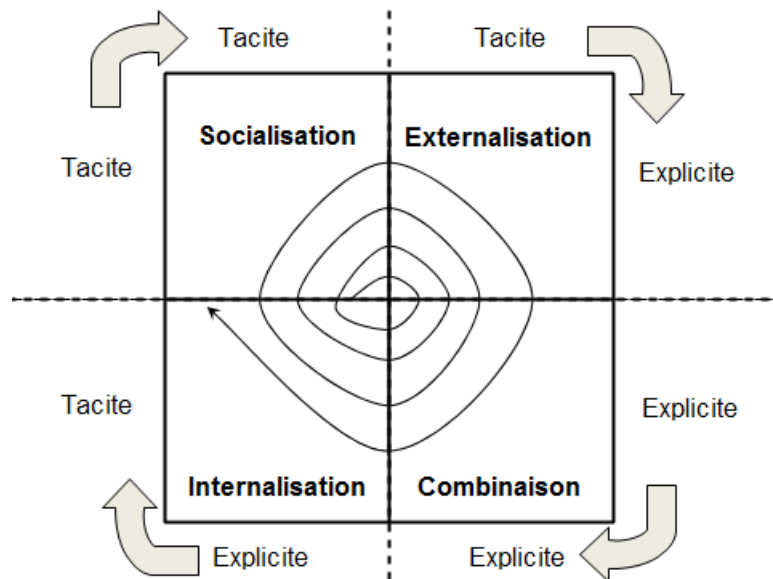 Tacite
Tacite
Socialisation
Externalisation
Tacite
Explicite
Tacite
Explicite
Internalisation
Combinaison
Explicite
Explicite